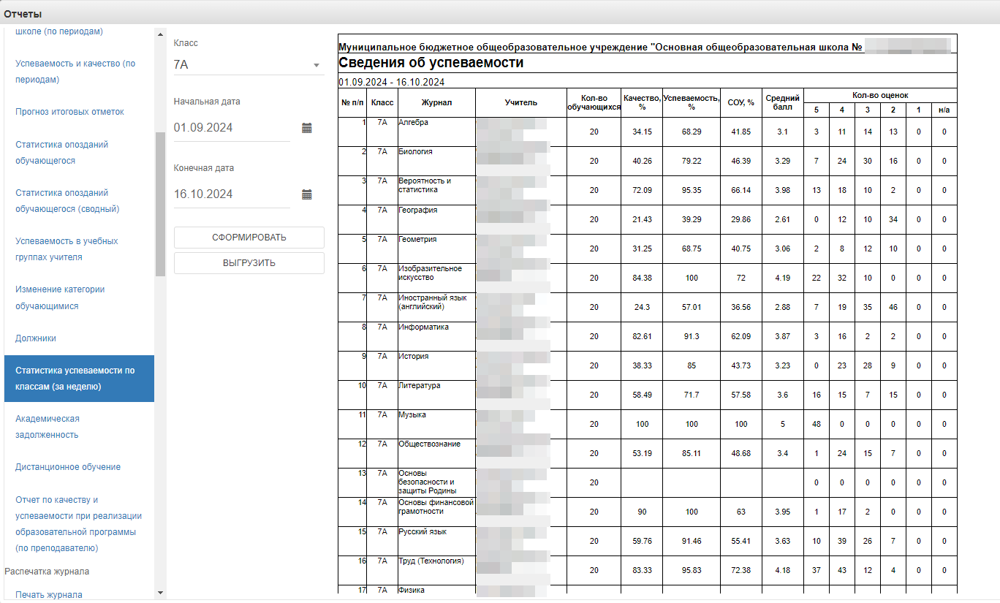 Отчеты
школе (по периодам)
Успеваемость и качество (по
периодам)
Прогноз итоговых отметок
Статистика опозданий
обучающегося
Статистика опозданий
обучающегося (сводный)
Успеваемость в учебных
группах учителя
Изменение категории
обучающимися
Должники
Статистика успеваемости по
классам (за неделю)
Академическая
задолженность
Дистанционное обучение
Отчет по качеству и
успеваемости при реализации
образовательной программы
(по преподавателю)
Распечатка журнала
Печать журнала
Класс
7А
Начальная дата
01.09.2024
Конечная дата
16.10.2024
СФОРМИРОВАТЬ
ВЫГРУЗИТЬ
Муниципальное бюджетное общеобразовательное учреждение "Основная общеобразовательная школа №
Сведения об успеваемости
01.09.2024 - 16.10.2024
№ п/п Класс Журнал Учитель Кол-во обучающихся Качество, % Успеваемость, % СОУ, % Средний балл Кол-во оценок
5 4 3 2 1 н/а
1 7А Алгебра 20 34.15 68.29 41.85 3.1 3 11 14 13 0 0
2 7А Биология 20 40.26 79.22 46.39 3.29 7 24 30 16 0 0
3 7А Вероятность и статистика 20 72.09 95.35 66.14 3.98 13 18 10 2 0 0
4 7А География 20 21.43 39.29 29.86 2.61 0 12 10 34 0 0
5 7А Геометрия 20 31.25 68.75 40.75 3.06 2 8 12 10 0 0
6 7А Изобразительное искусство 20 84.38 100 72 4.19 22 32 10 0 0 0
7 7А Иностранный язык (английский) 20 24.3 57.01 36.56 2.88 7 19 35 46 0 0
8 7А Информатика 20 82.61 91.3 62.09 3.87 3 16 2 2 0 0
9 7А История 20 38.33 85 43.73 3.23 0 23 28 9 0 0
10 7А Литература 20 58.49 71.7 57.58 3.6 16 15 7 15 0 0
11 7А Музыка 20 100 100 100 5 48 0 0 0 0 0
12 7А Обществознание 20 53.19 85.11 48.68 3.4 1 24 15 7 0 0
13 7А Основы безопасности и защиты Родины 20 0 0 0 0 0 0
14 7А Основы финансовой грамотности 20 90 100 63 3.95 1 17 2 0 0 0
15 7А Русский язык 20 59.76 91.46 55.41 3.63 10 39 26 7 0 0
16 7А Труд (Технология) 20 83.33 95.83 72.38 4.18 37 43 12 4 0 0
17 7А Физика